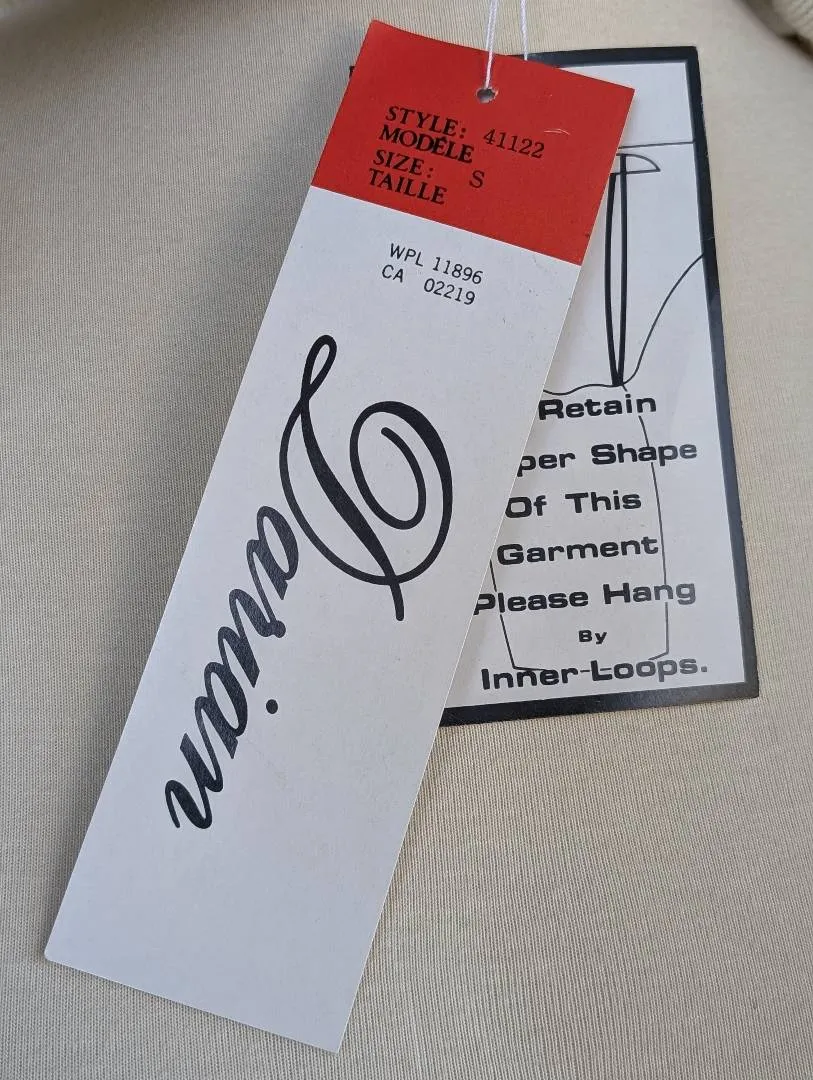 STYLE: 41122
MODÈLE
SIZE: S
TAILLE
WPL 11896
CA 02219
Darian
Retain
per Shape
Of This
Garment
Please Hang
By
Inner-Loops.